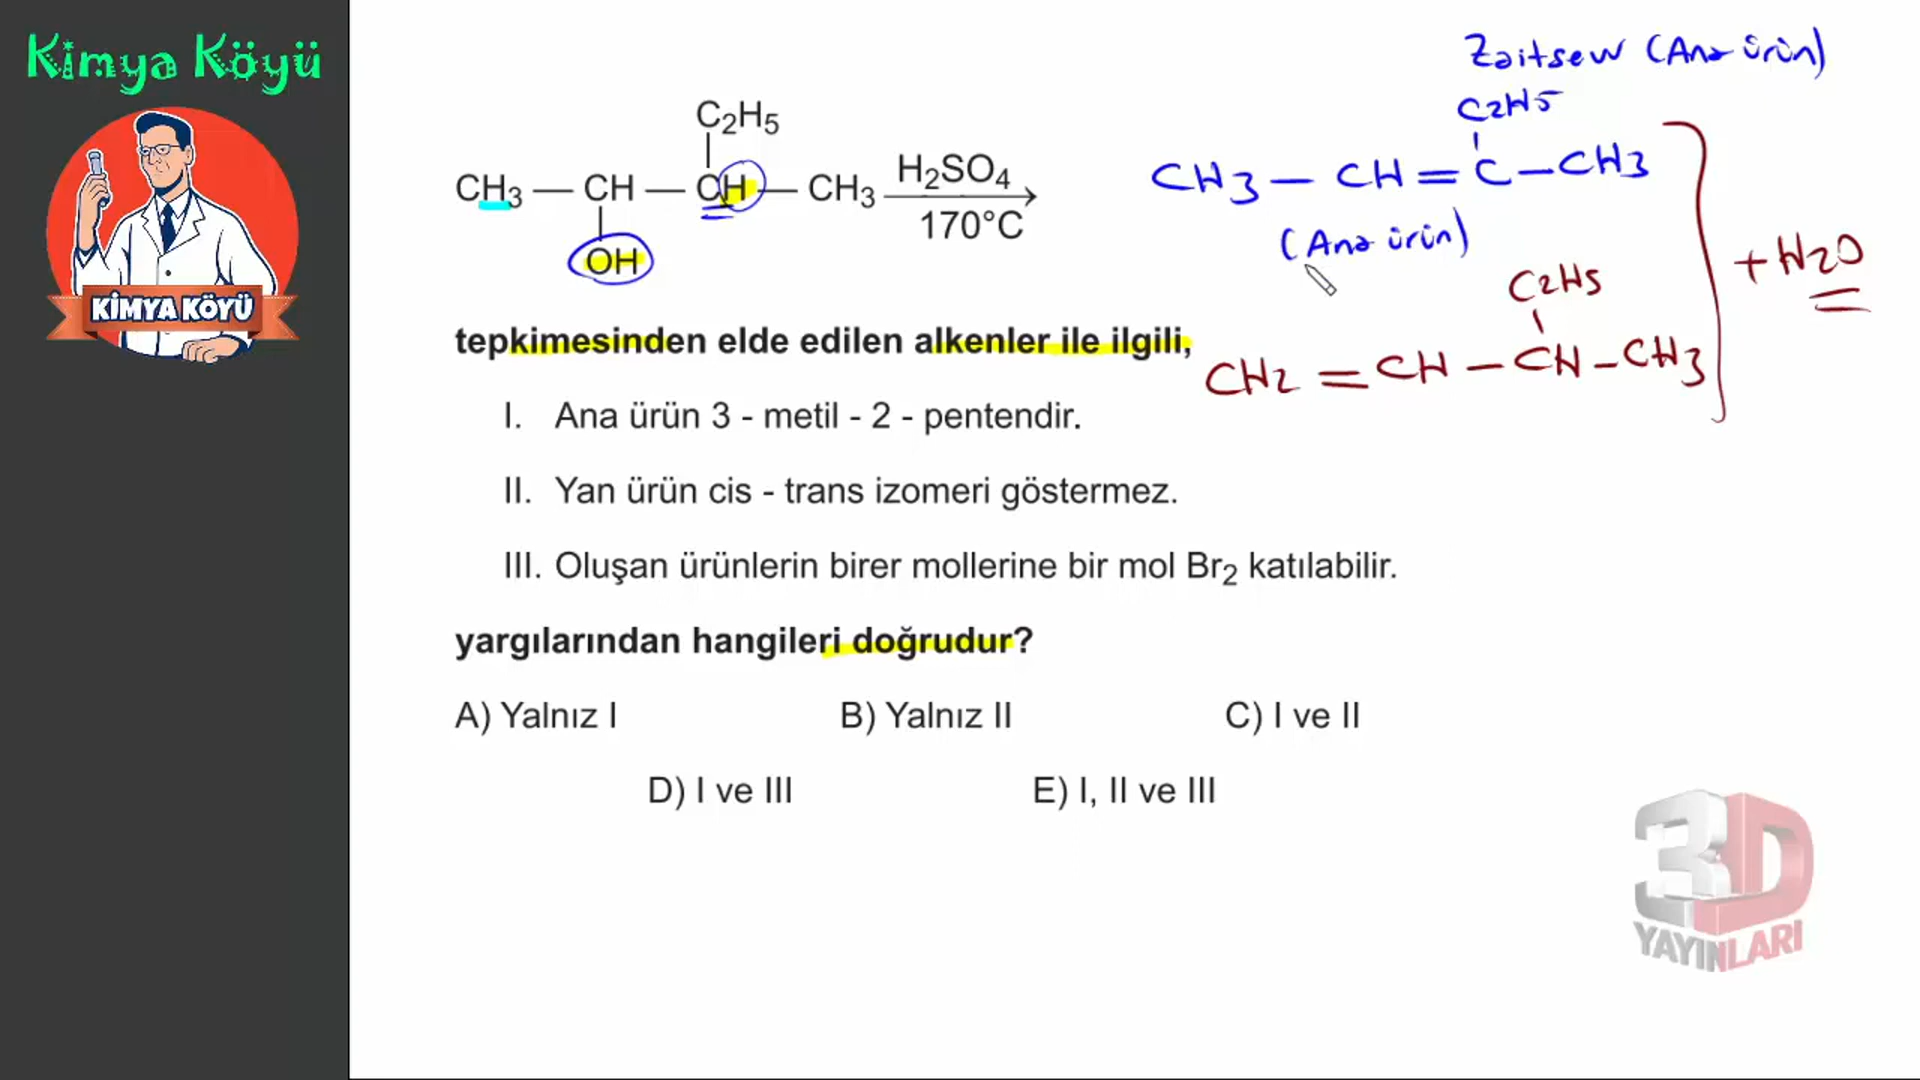 Kimya Köyü
KİMYA KÖYÜ
Zaitsew (Ana ürün)
C2H5
CH3 — CH = C — CH3
(Ana ürün)
C2H5
CH2 = CH — CH – CH3
+ H2O
C2H5
CH3 — CH — CH — CH3
OH
H2SO4
170°C
tepkimesinden elde edilen alkenler ile ilgili,
I. Ana ürün 3 - metil - 2 - pentendir.
II. Yan ürün cis - trans izomeri göstermez.
III. Oluşan ürünlerin birer mollerine bir mol Br2 katılabilir.
yargılarından hangileri doğrudur?
A) Yalnız I
B) Yalnız II
C) I ve II
D) I ve III
E) I, II ve III
3D
YAYINLARI